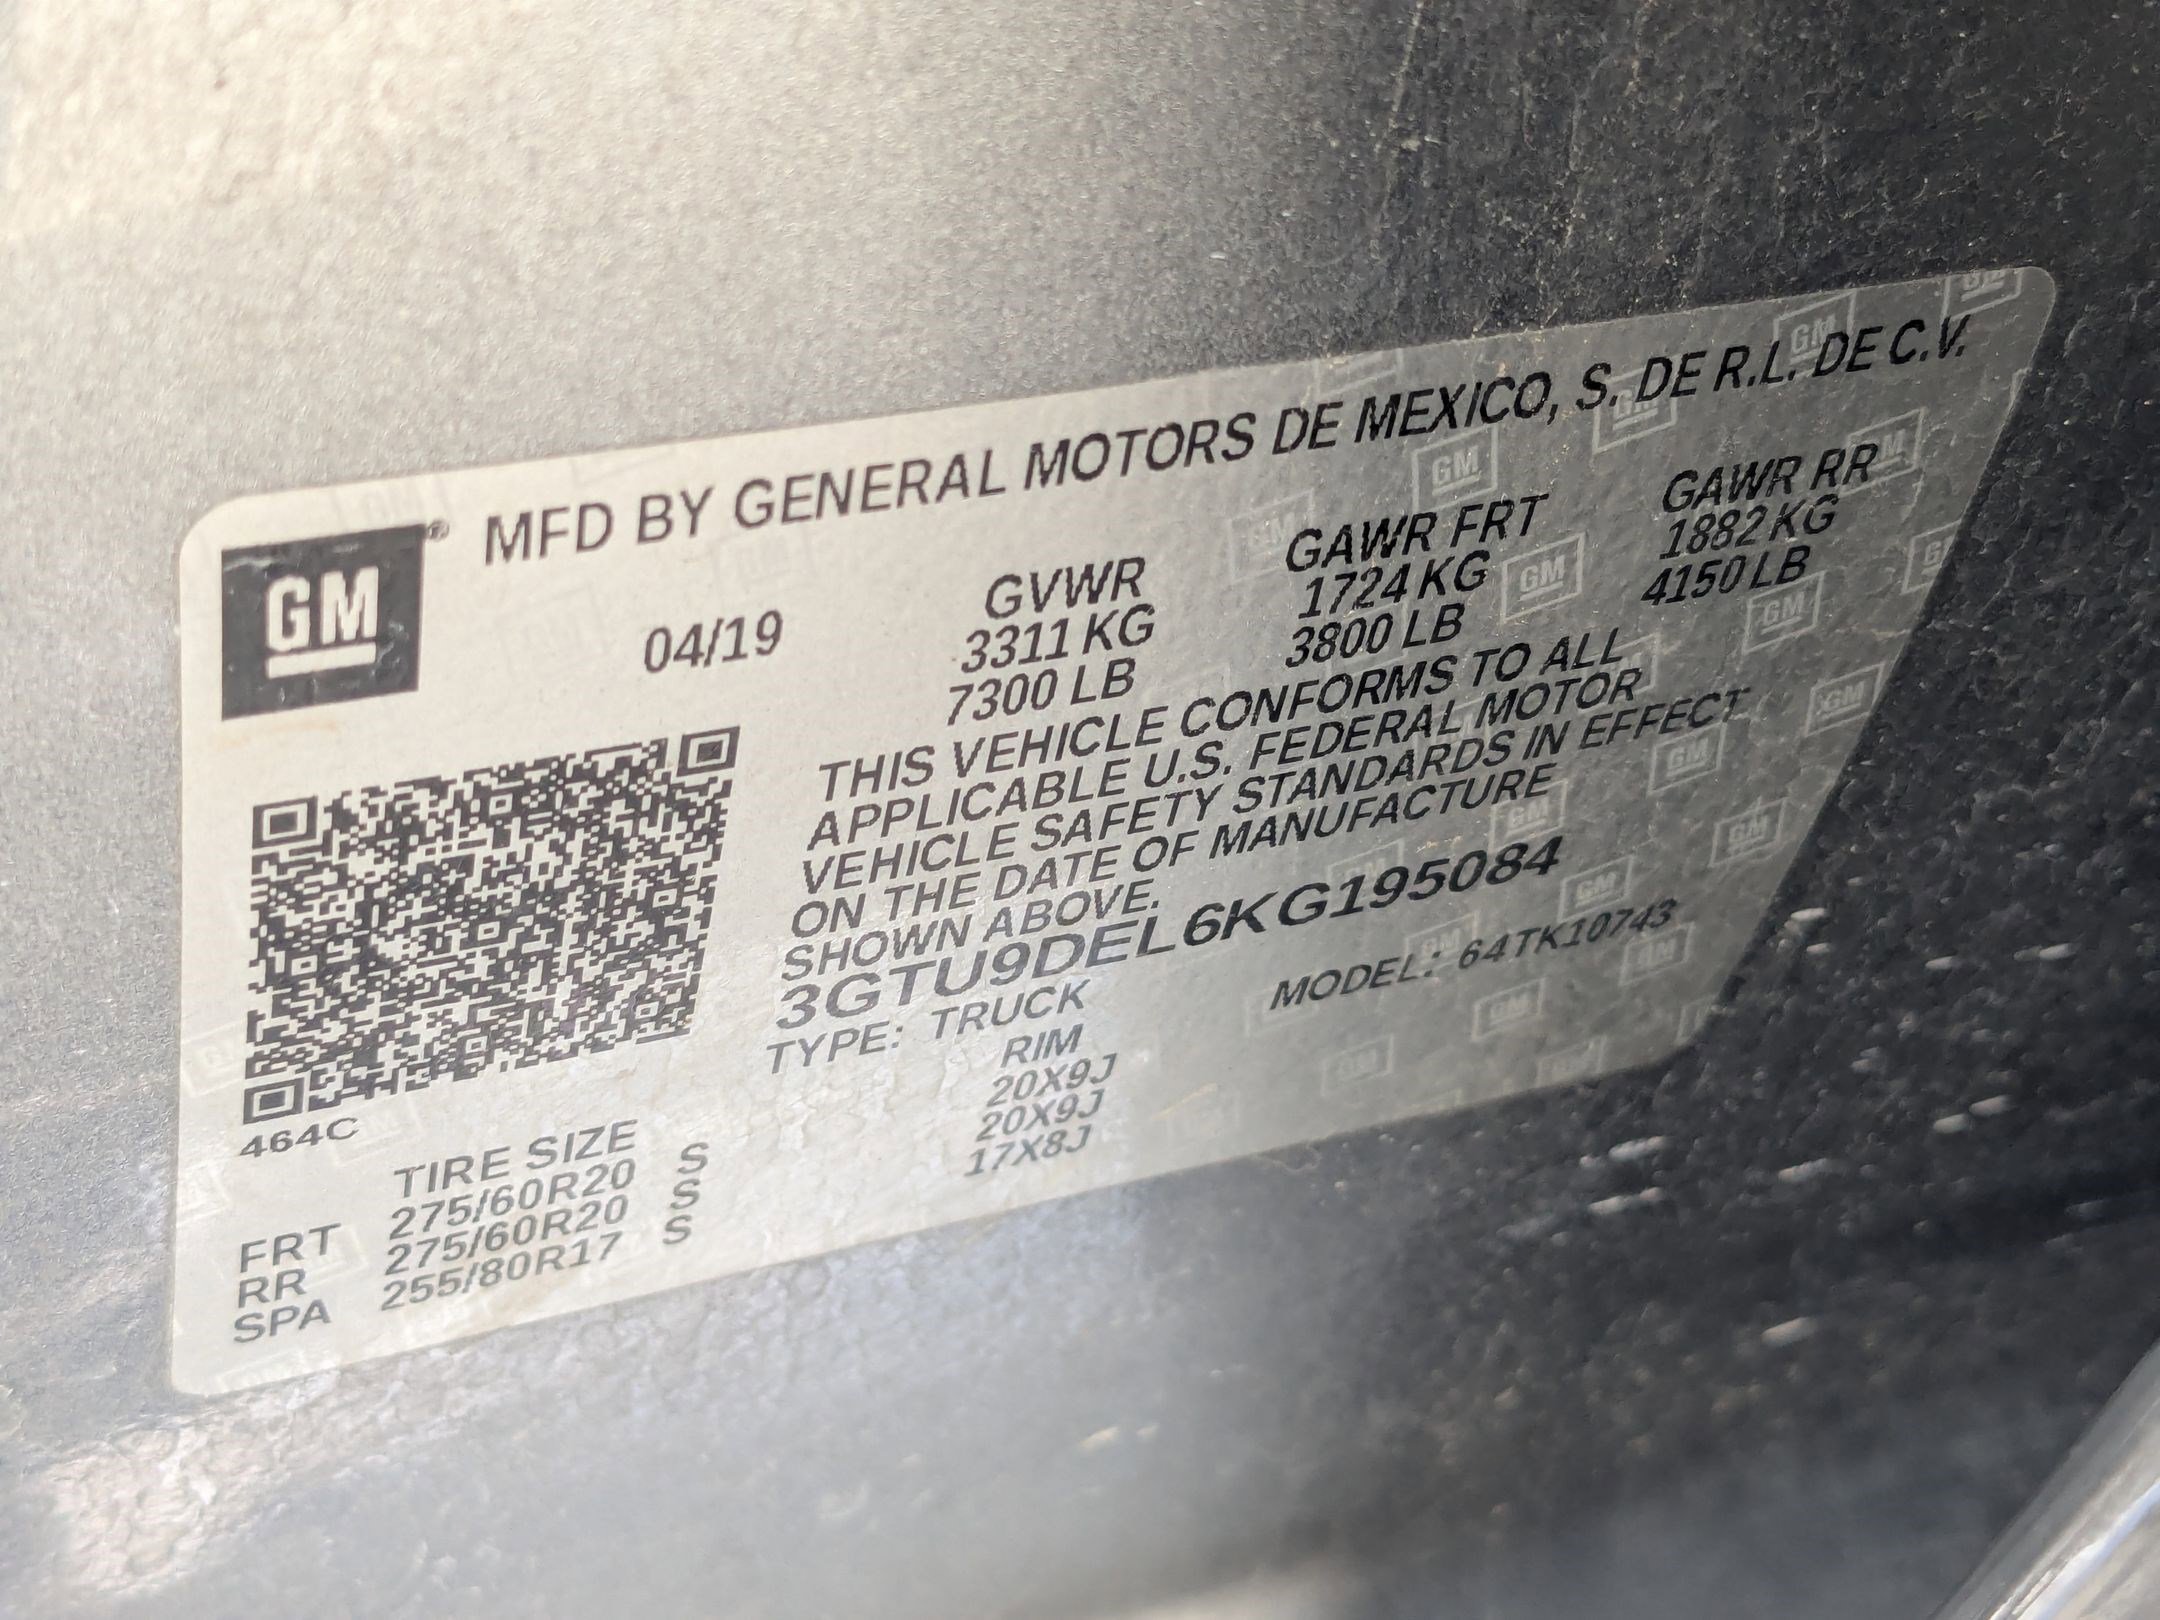 GM® MFD BY GENERAL MOTORS DE MEXICO, S. DE R.L. DE C.V.
04/19 GVWR GAWR FRT GAWR RR
3311 KG 1724 KG 1882 KG
7300 LB 3800 LB 4150 LB
THIS VEHICLE CONFORMS TO ALL
APPLICABLE U.S. FEDERAL MOTOR
VEHICLE SAFETY STANDARDS IN EFFECT
ON THE DATE OF MANUFACTURE
SHOWN ABOVE.
3GTU9DEL6KG195084
TYPE: TRUCK MODEL: 64TK10743
464C
TIRE SIZE RIM
FRT 275/60R20 S 20X9J
RR 275/60R20 S 20X9J
SPA 255/80R17 S 17X8J